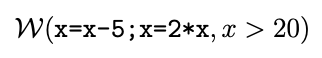 𝒲(x=x-5;x=2*x, x > 20)